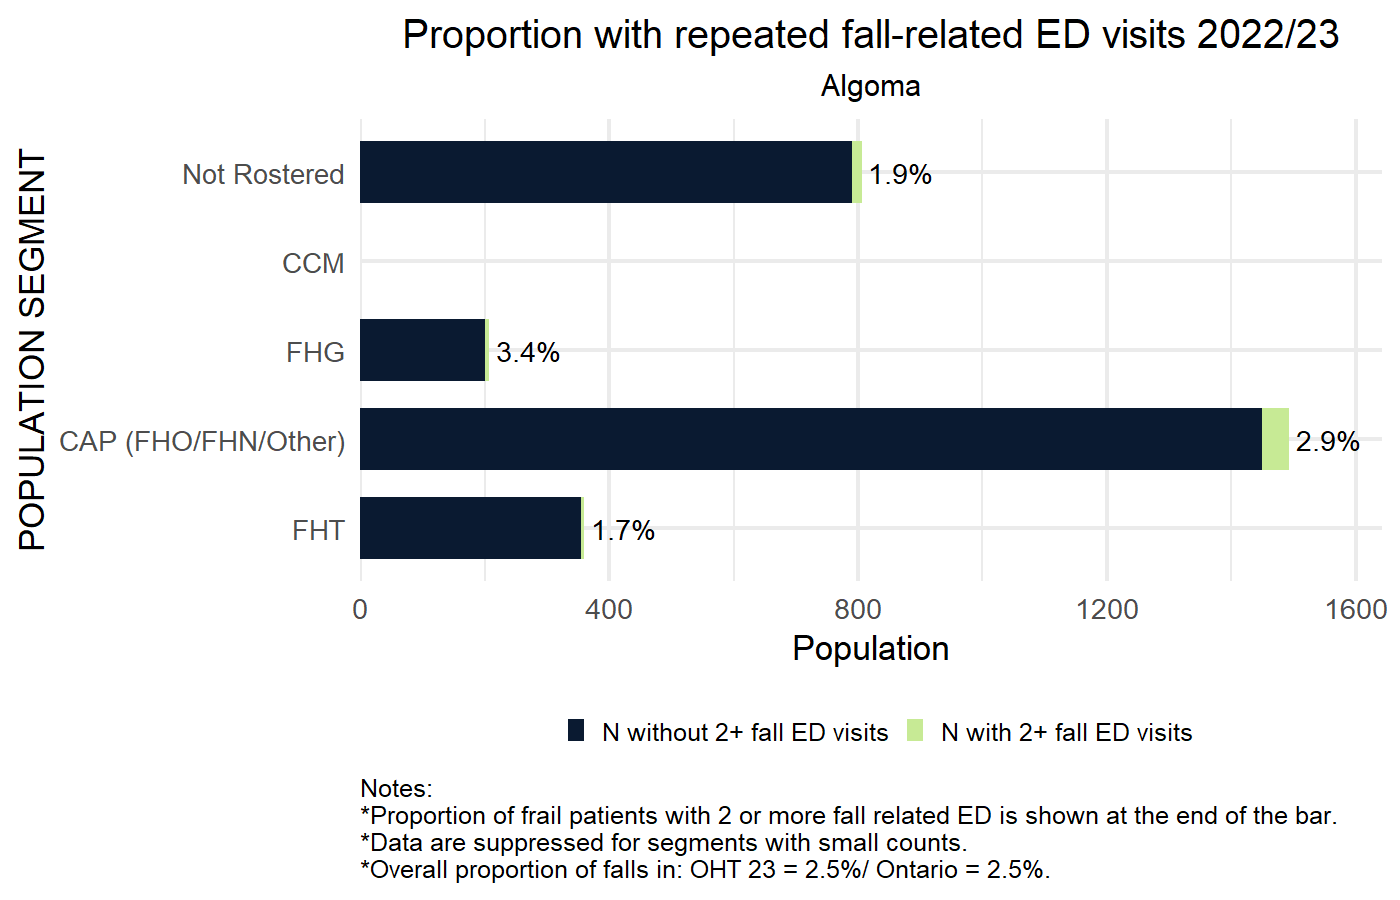 Proportion with repeated fall-related ED visits 2022/23
Algoma
POPULATION SEGMENT
Not Rostered
1.9%
CCM
FHG
3.4%
CAP (FHO/FHN/Other)
2.9%
FHT
1.7%
0
400
800
1200
1600
Population
N without 2+ fall ED visits
N with 2+ fall ED visits
Notes:
*Proportion of frail patients with 2 or more fall related ED is shown at the end of the bar.
*Data are suppressed for segments with small counts.
*Overall proportion of falls in: OHT 23 = 2.5%/ Ontario = 2.5%.